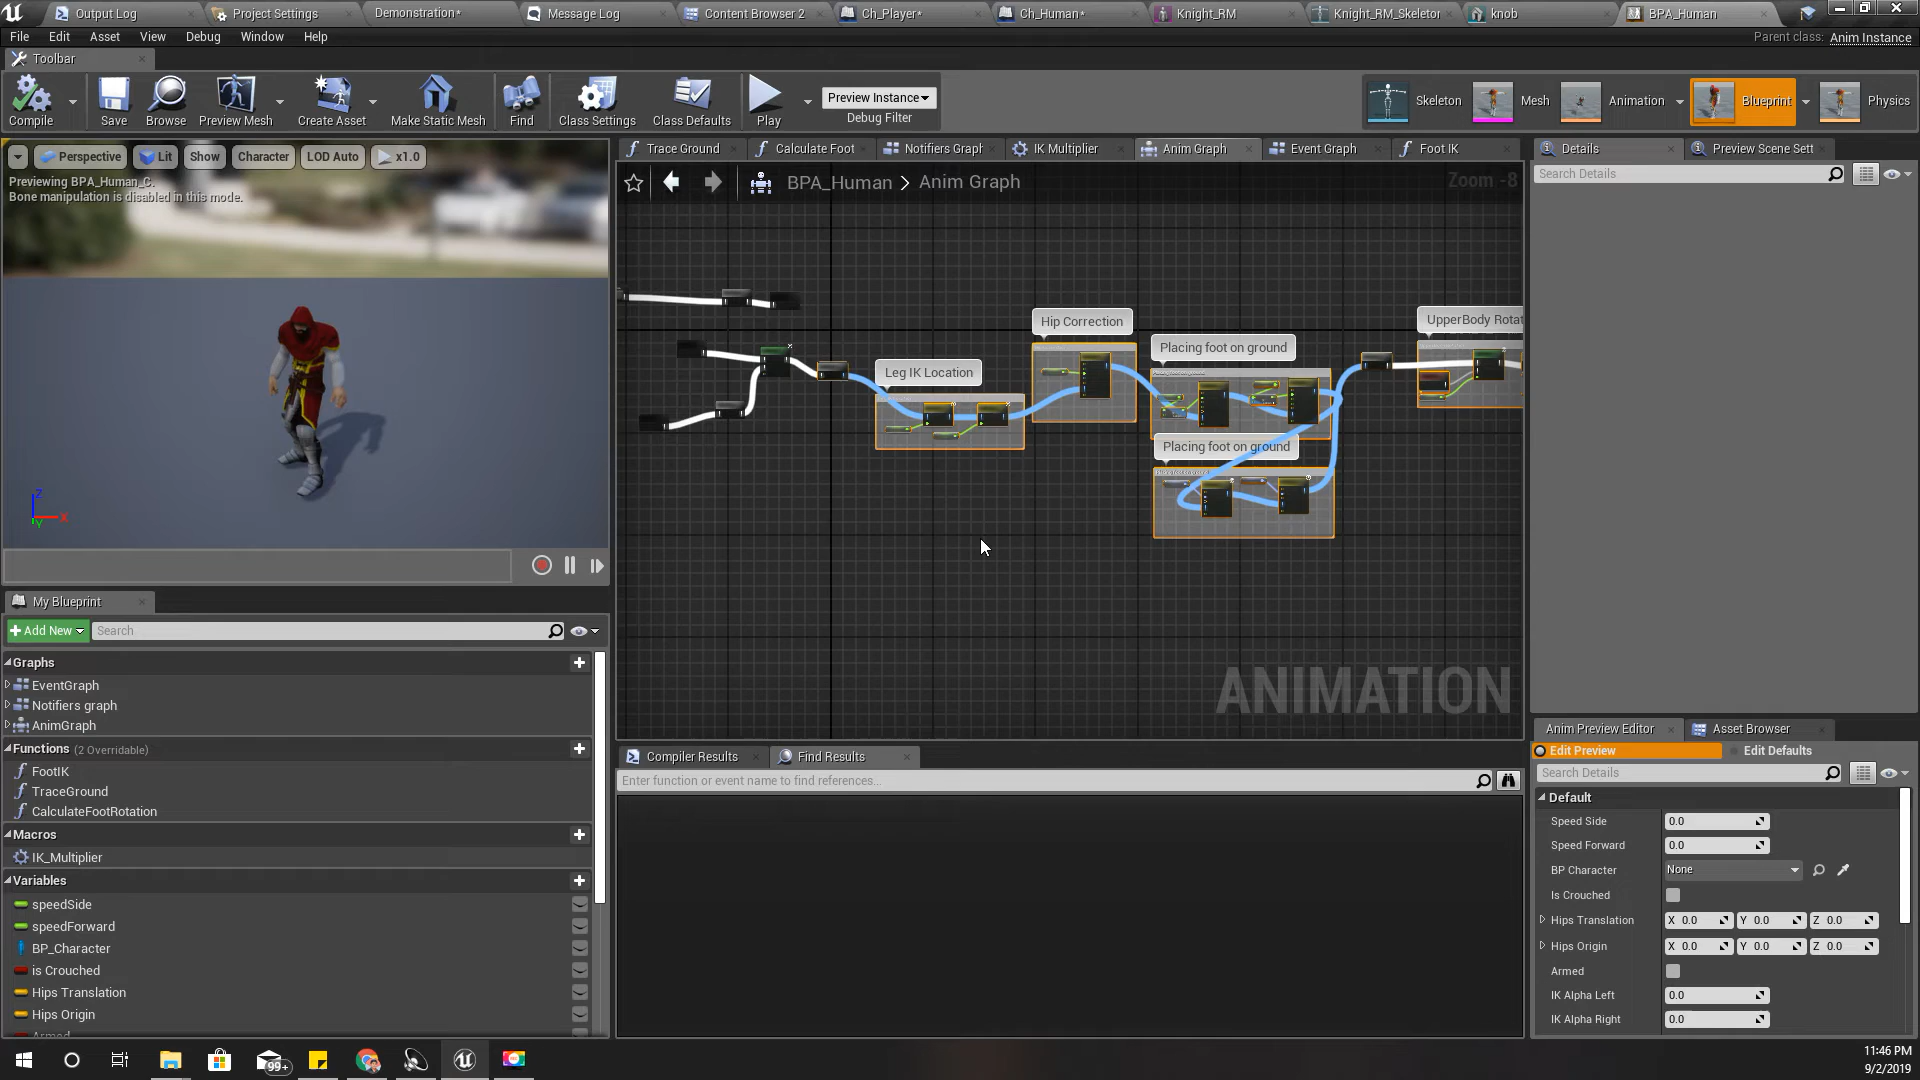 Output Log
Project Settings
Demonstration*
Message Log
Content Browser 2
Ch_Player*
Ch_Human*
Knight_RM
Knight_RM_Skeleton
knob
BPA_Human
File Edit Asset View Debug Window Help
Parent class: Anim Instance
Toolbar
Compile
Save
Browse
Preview Mesh
Create Asset
Make Static Mesh
Find
Class Settings
Class Defaults
Play
Preview Instance
Debug Filter
Skeleton
Mesh
Animation
Blueprint
Physics
Perspective
Lit
Show
Character
LOD Auto
x1.0
Previewing BPA_Human_C.
Bone manipulation is disabled in this mode.
Z
X
Y
Trace Ground
Calculate Foot
Notifiers Graph
IK Multiplier
Anim Graph
Event Graph
Foot IK
BPA_Human > Anim Graph
Zoom -8
Leg IK Location
Hip Correction
Placing foot on ground
Placing foot on ground
UpperBody Rotat
ANIMATION
Details
Preview Scene Sett
Search Details
My Blueprint
Add New
Search
Graphs
EventGraph
Notifiers graph
AnimGraph
Functions (2 Overridable)
FootIK
TraceGround
CalculateFootRotation
Macros
IK_Multiplier
Variables
speedSide
speedForward
BP_Character
is Crouched
Hips Translation
Hips Origin
Armed
Compiler Results
Find Results
Enter function or event name to find references...
Anim Preview Editor
Asset Browser
Edit Preview
Edit Defaults
Search Details
Default
Speed Side 0.0
Speed Forward 0.0
BP Character None
Is Crouched
Hips Translation X 0.0 Y 0.0 Z 0.0
Hips Origin X 0.0 Y 0.0 Z 0.0
Armed
IK Alpha Left 0.0
IK Alpha Right 0.0
99+
11:46 PM
9/2/2019